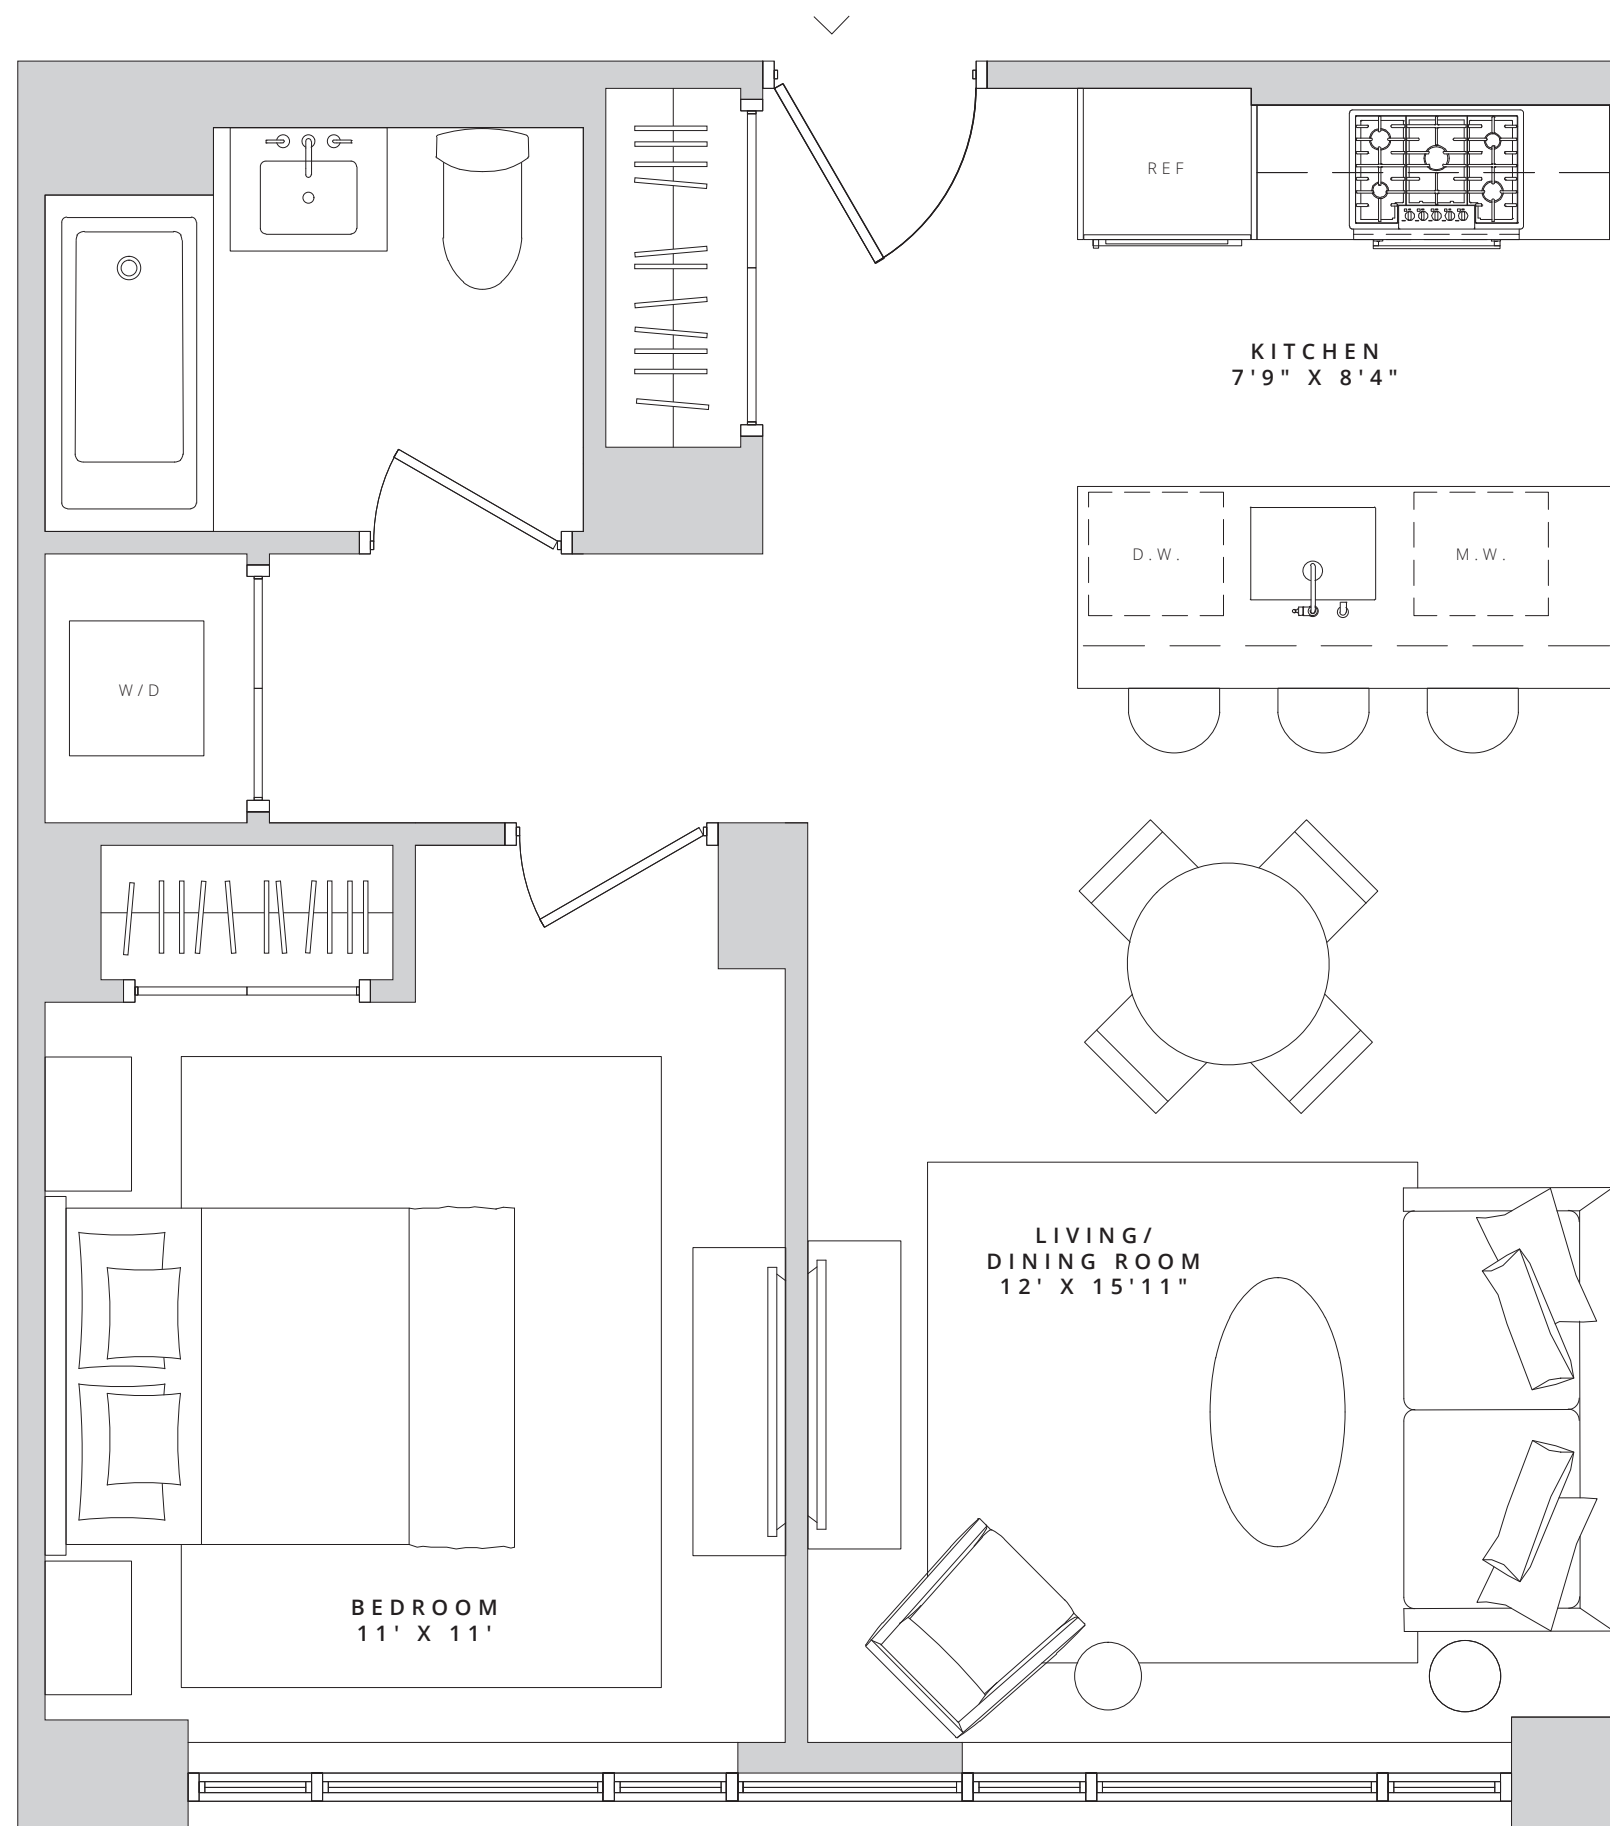 REF
KITCHEN
7'9" X 8'4"
D.W.
M.W.
W/D
LIVING/
DINING ROOM
12' X 15'11"
BEDROOM
11' X 11'